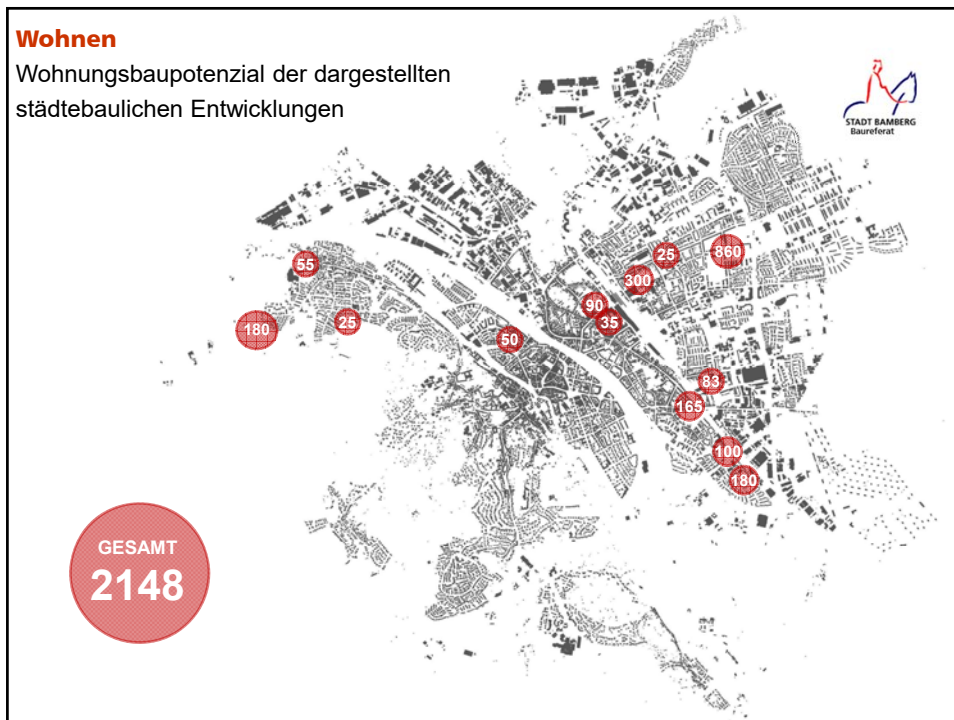 Wohnen
Wohnungsbaupotenzial der dargestellten
städtebaulichen Entwicklungen
STADT BAMBERG
Baureferat
25
860
55
300
90
35
180
25
50
83
165
100
180
GESAMT
2148